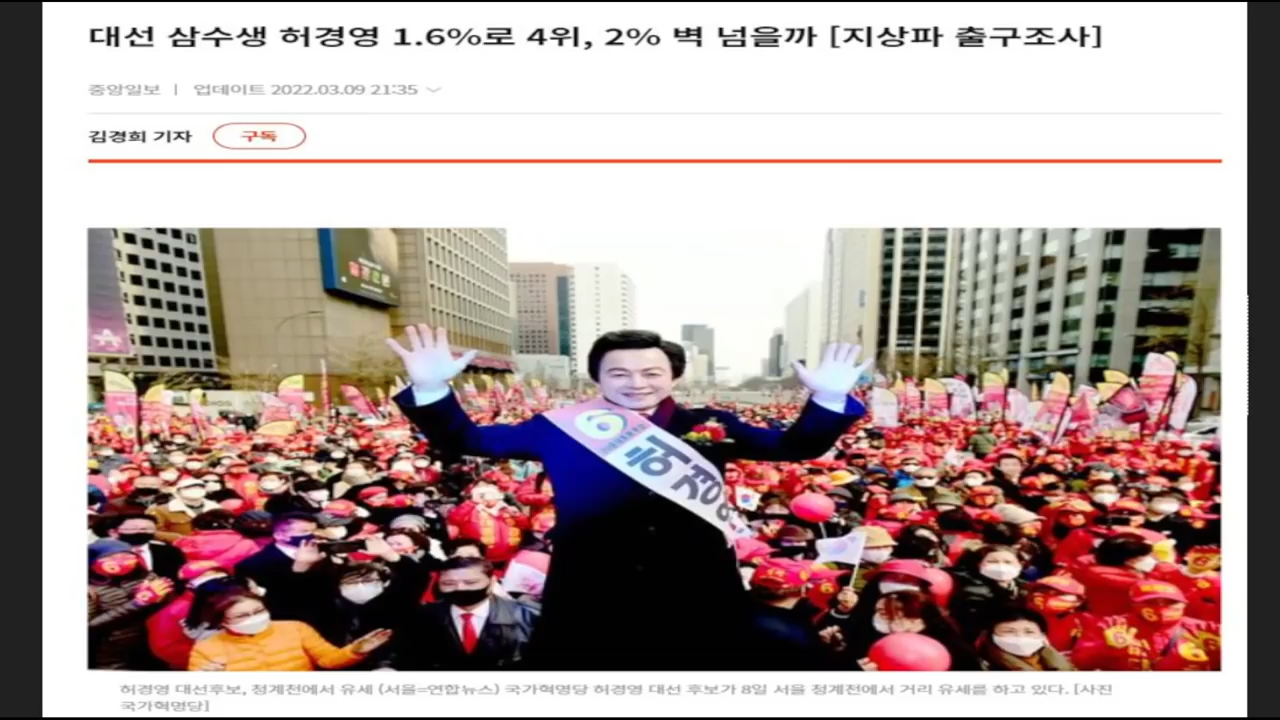 대선 삼수생 허경영 1.6%로 4위, 2% 벽 넘을까 [지상파 출구조사]
중앙일보 | 업데이트 2022.03.09 21:35
김경희 기자 구독
허경영
허경영 대선후보, 청계천에서 유세 (서울=연합뉴스) 국가혁명당 허경영 대선 후보가 8일 서울 청계천에서 거리 유세를 하고 있다. [사진
국가혁명당]